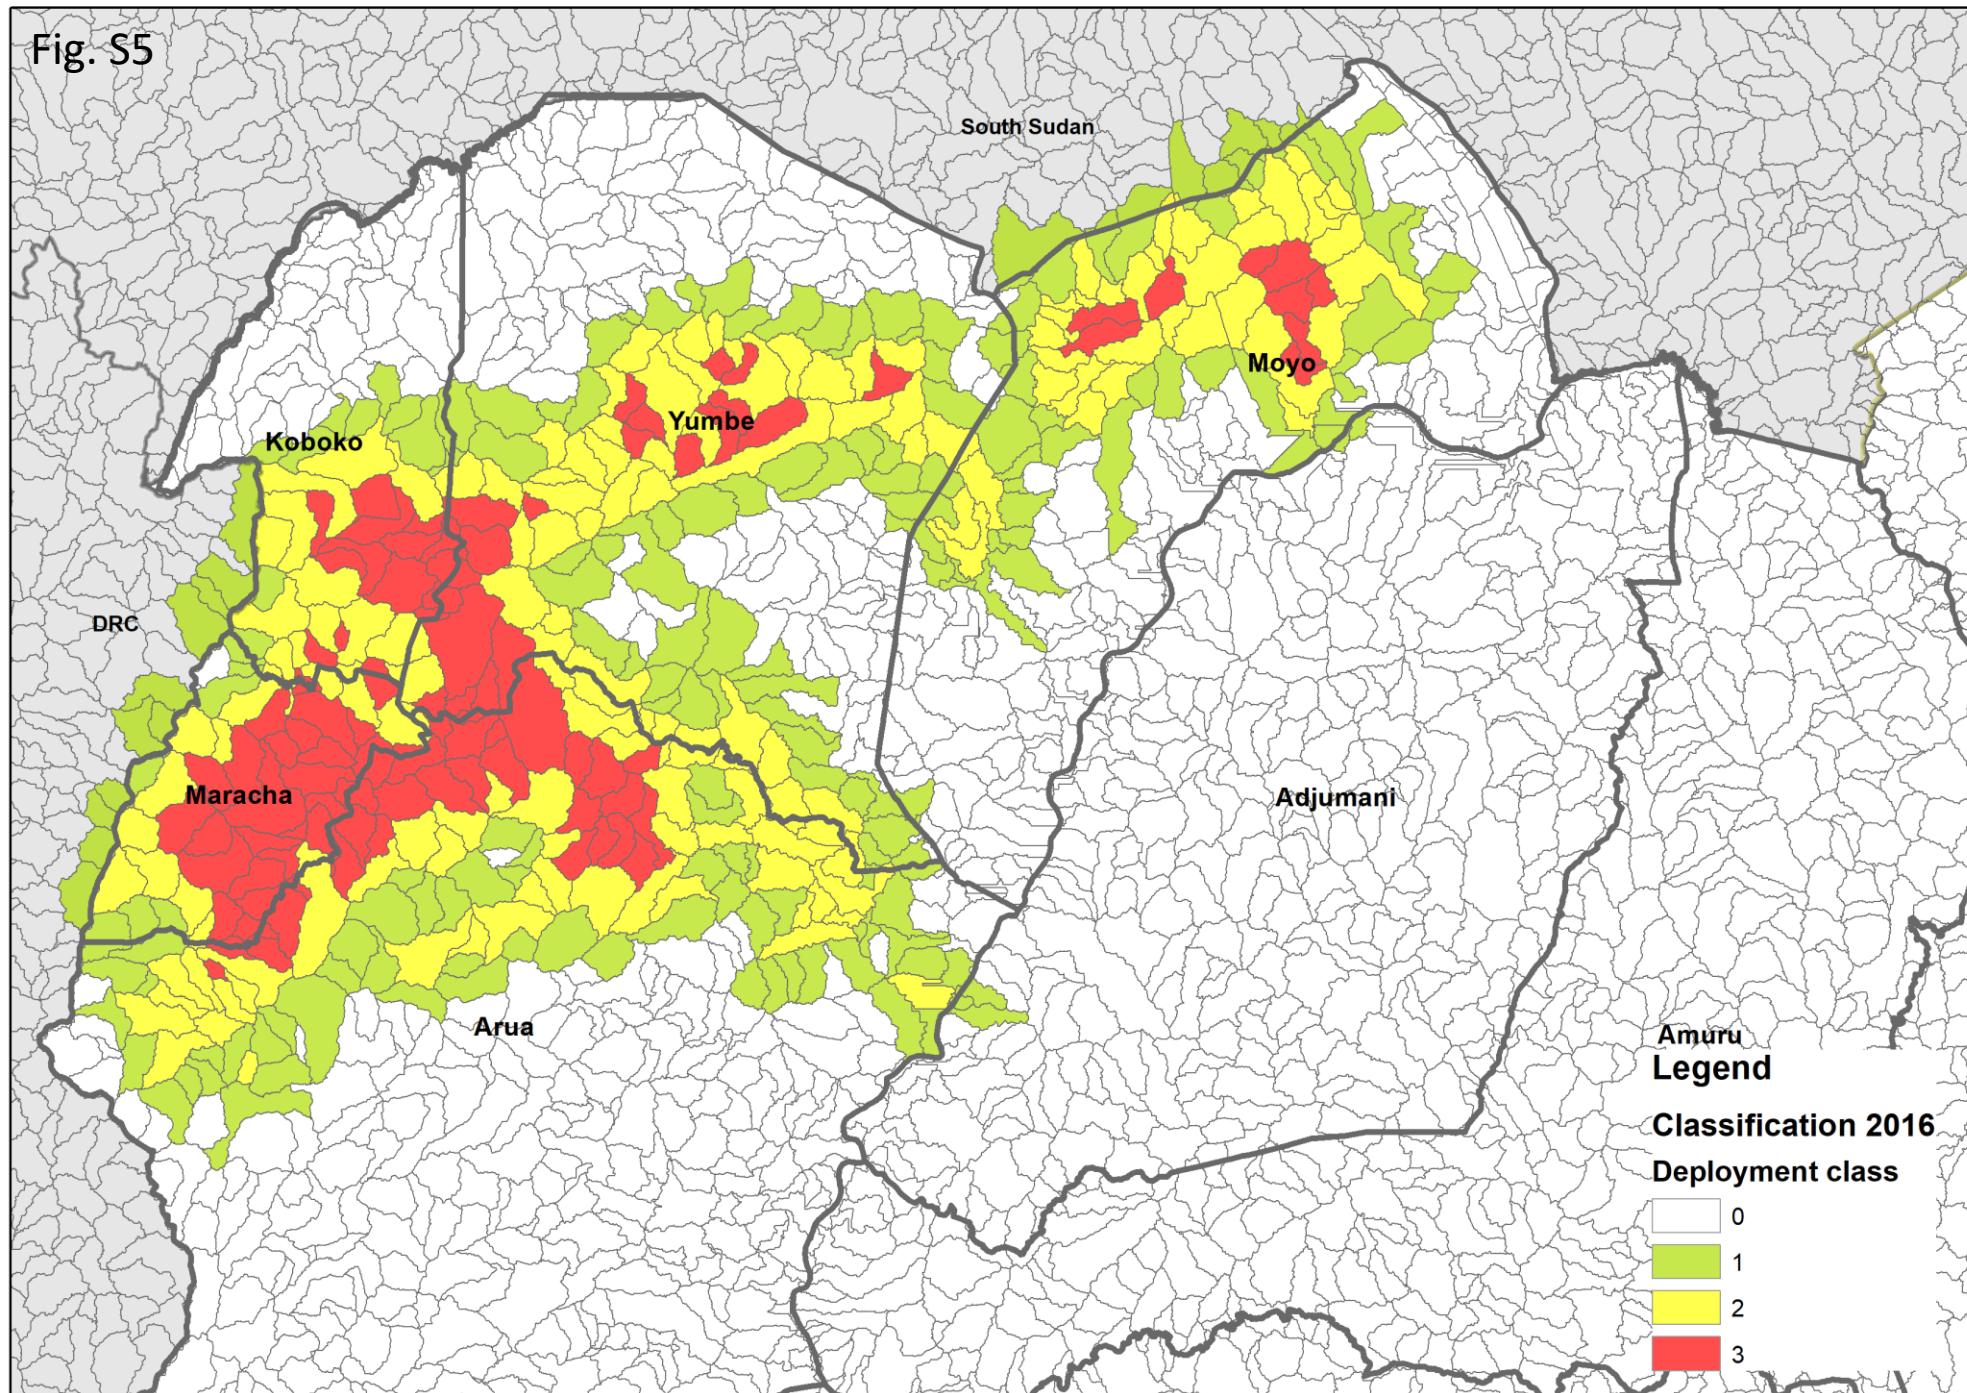 Fig. S5
South Sudan
Moyo
Yumbe
Koboko
DRC
Maracha
Adjumani
Arua
Amuru
Legend
Classification 2016
Deployment class
0
1
2
3